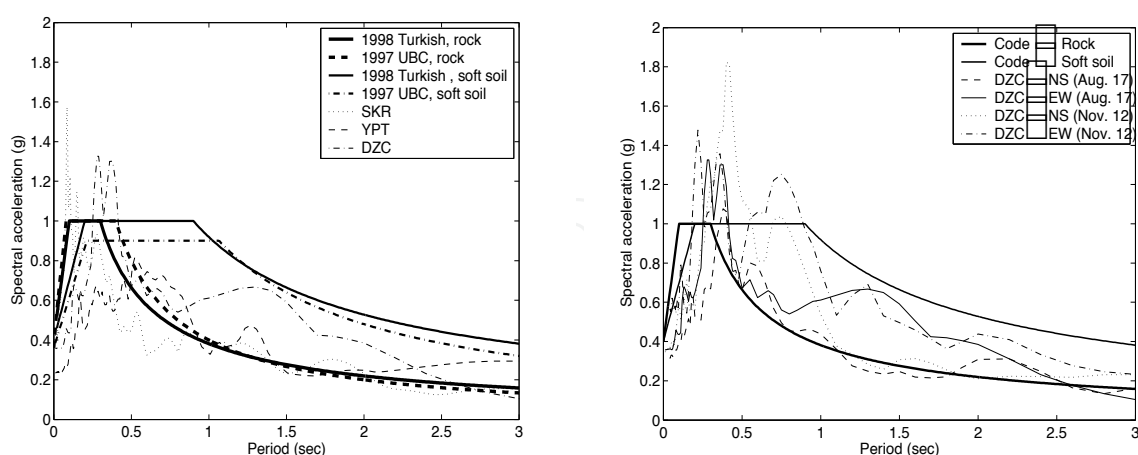 2
1.8
1.6
1.4
1.2
1
0.8
0.6
0.4
0.2
0
Spectral acceleration (g)
0 0.5 1 1.5 2 2.5 3
Period (sec)
1998 Turkish, rock
1997 UBC, rock
1998 Turkish , soft soil
1997 UBC, soft soil
SKR
YPT
DZC
2
1.8
1.6
1.4
1.2
1
0.8
0.6
0.4
0.2
0
Spectral acceleration (g)
0 0.5 1 1.5 2 2.5 3
Period (sec)
Code Rock
Code Soft soil
DZC NS (Aug. 17)
DZC EW (Aug. 17)
DZC NS (Nov. 12)
DZC EW (Nov. 12)